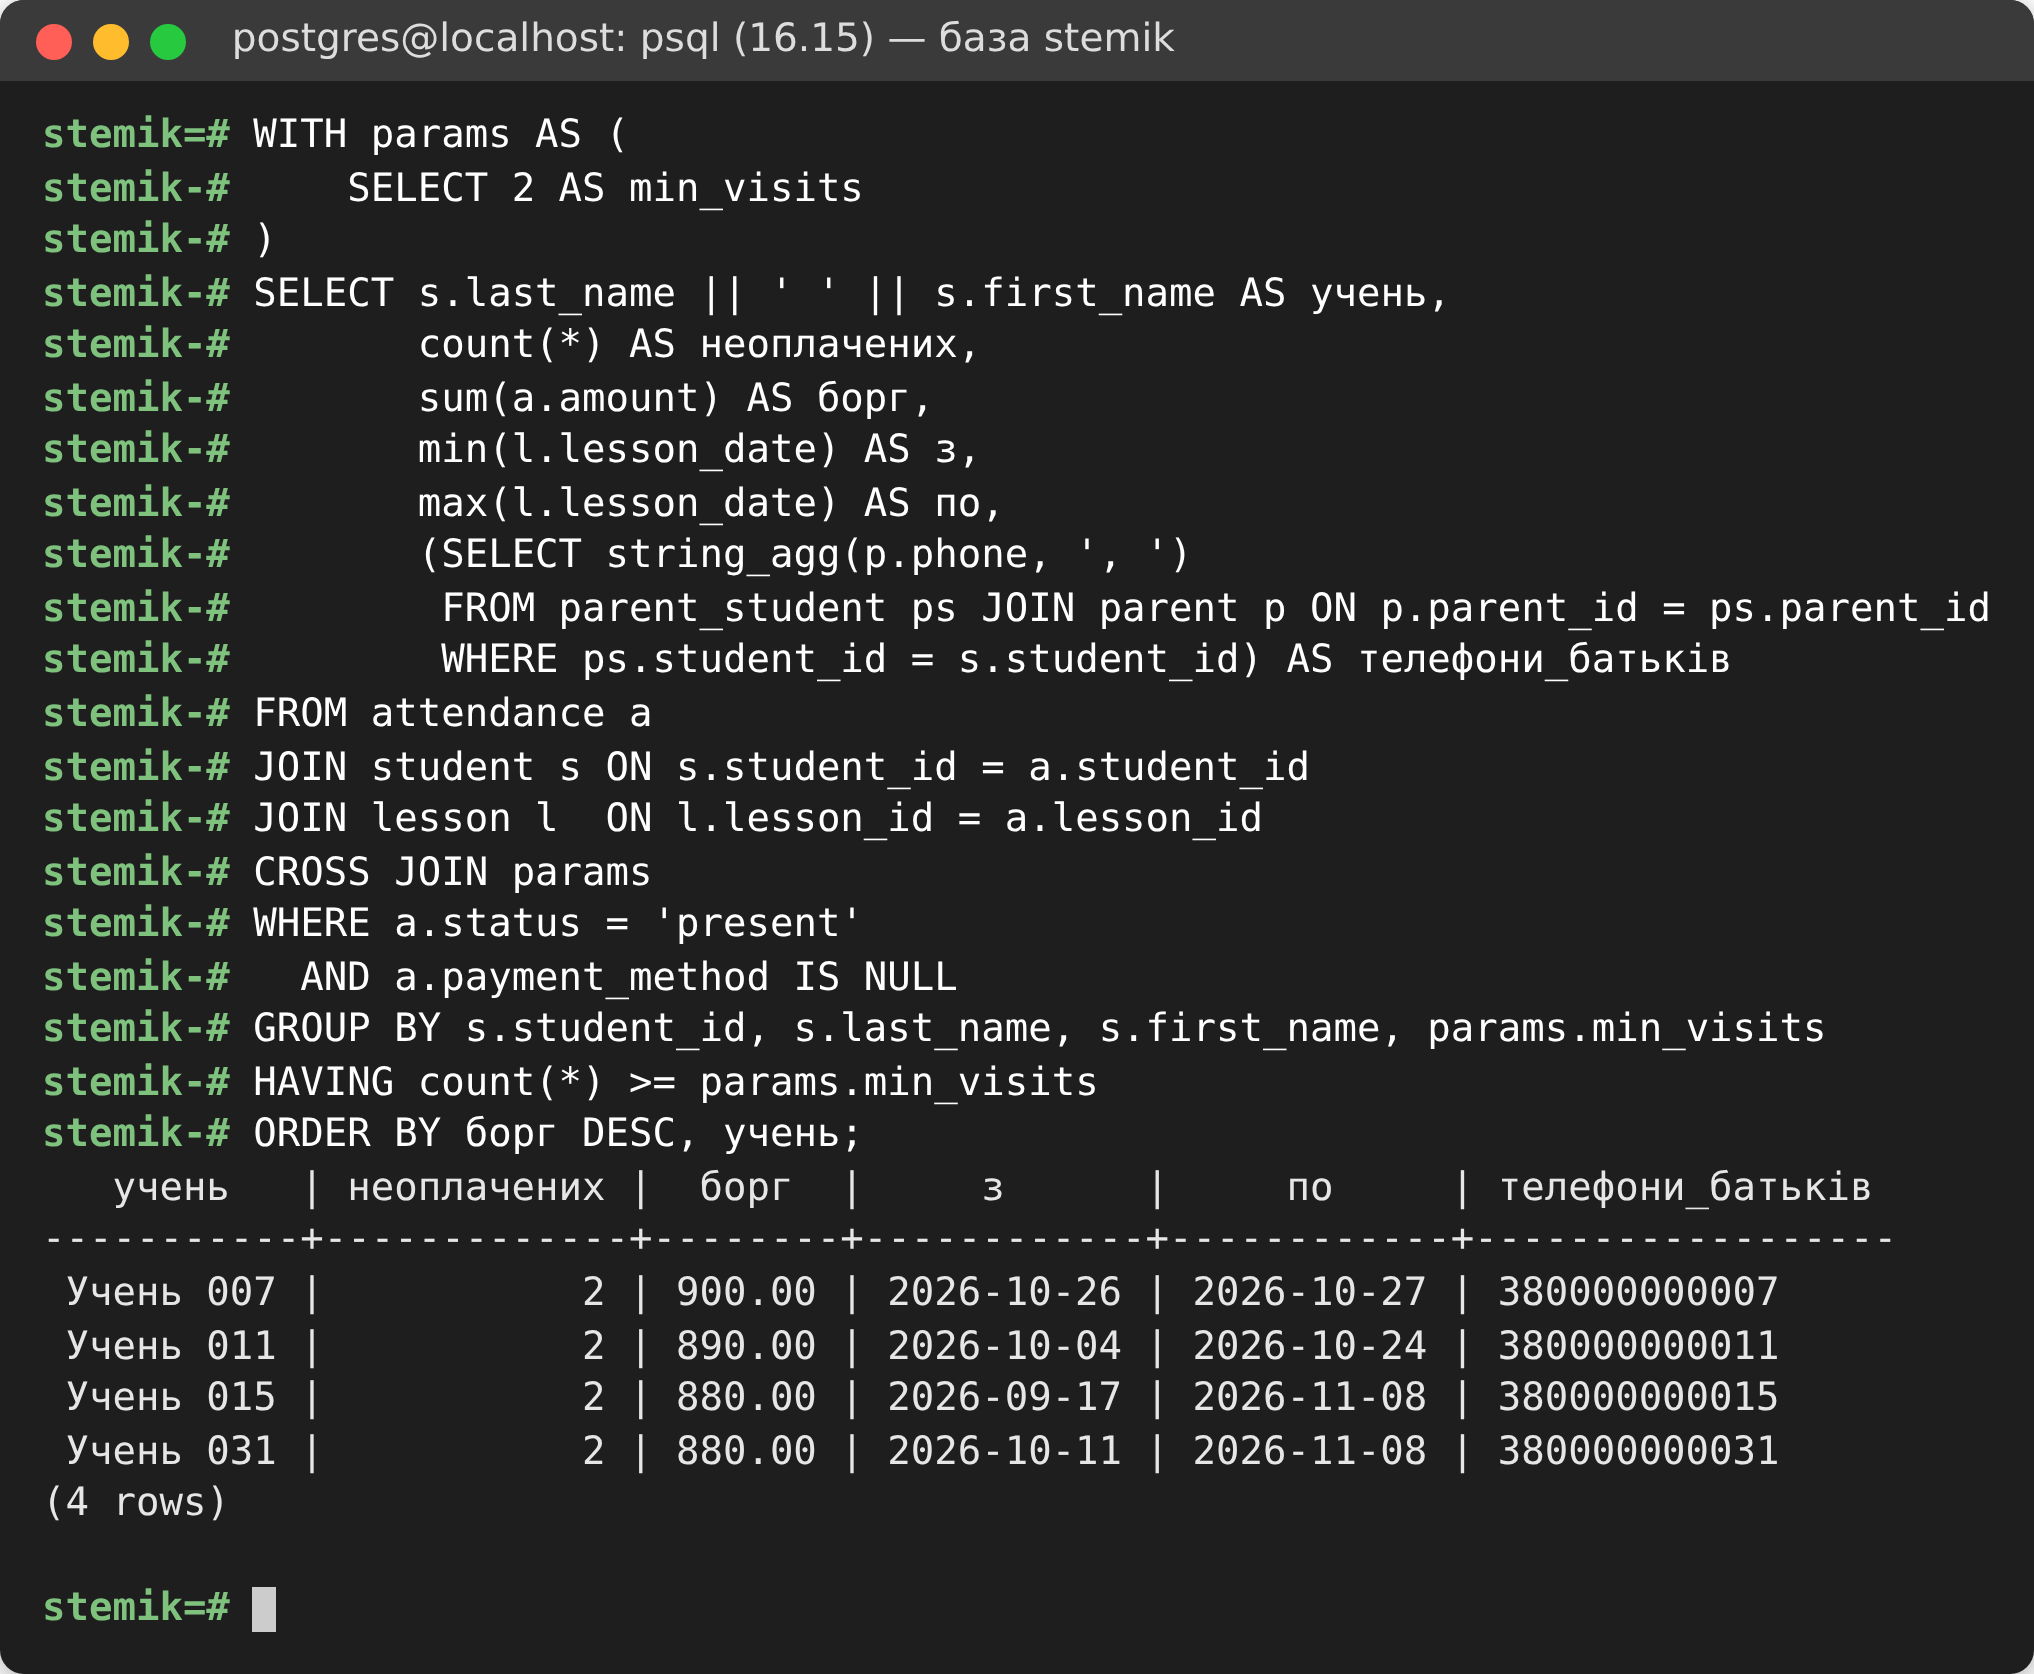 postgres@localhost: psql (16.15) — база stemik
stemik=# WITH params AS (
stemik-#     SELECT 2 AS min_visits
stemik-# )
stemik-# SELECT s.last_name || ' ' || s.first_name AS учень,
stemik-#        count(*) AS неоплачених,
stemik-#        sum(a.amount) AS борг,
stemik-#        min(l.lesson_date) AS з,
stemik-#        max(l.lesson_date) AS по,
stemik-#        (SELECT string_agg(p.phone, ', ')
stemik-#         FROM parent_student ps JOIN parent p ON p.parent_id = ps.parent_id
stemik-#         WHERE ps.student_id = s.student_id) AS телефони_батьків
stemik-# FROM attendance a
stemik-# JOIN student s ON s.student_id = a.student_id
stemik-# JOIN lesson l  ON l.lesson_id = a.lesson_id
stemik-# CROSS JOIN params
stemik-# WHERE a.status = 'present'
stemik-#   AND a.payment_method IS NULL
stemik-# GROUP BY s.student_id, s.last_name, s.first_name, params.min_visits
stemik-# HAVING count(*) >= params.min_visits
stemik-# ORDER BY борг DESC, учень;
   учень   | неоплачених |  борг  |     з      |     по     | телефони_батьків
-----------+-------------+--------+------------+------------+------------------
 Учень 007 |           2 | 900.00 | 2026-10-26 | 2026-10-27 | 380000000007
 Учень 011 |           2 | 890.00 | 2026-10-04 | 2026-10-24 | 380000000011
 Учень 015 |           2 | 880.00 | 2026-09-17 | 2026-11-08 | 380000000015
 Учень 031 |           2 | 880.00 | 2026-10-11 | 2026-11-08 | 380000000031
(4 rows)
stemik=#